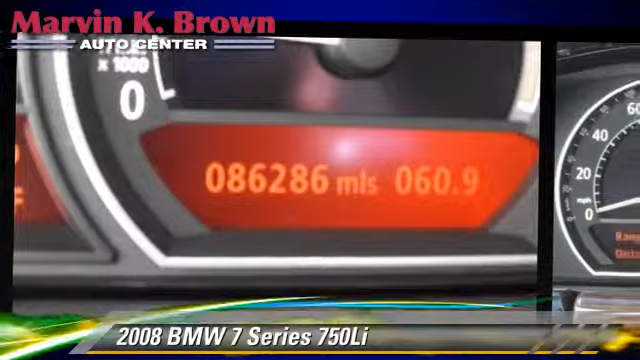 Marvin K. Brown
AUTO CENTER
x 1000
0
086286 mls 060.9
60
40
20
mph
0
2008 BMW 7 Series 750Li